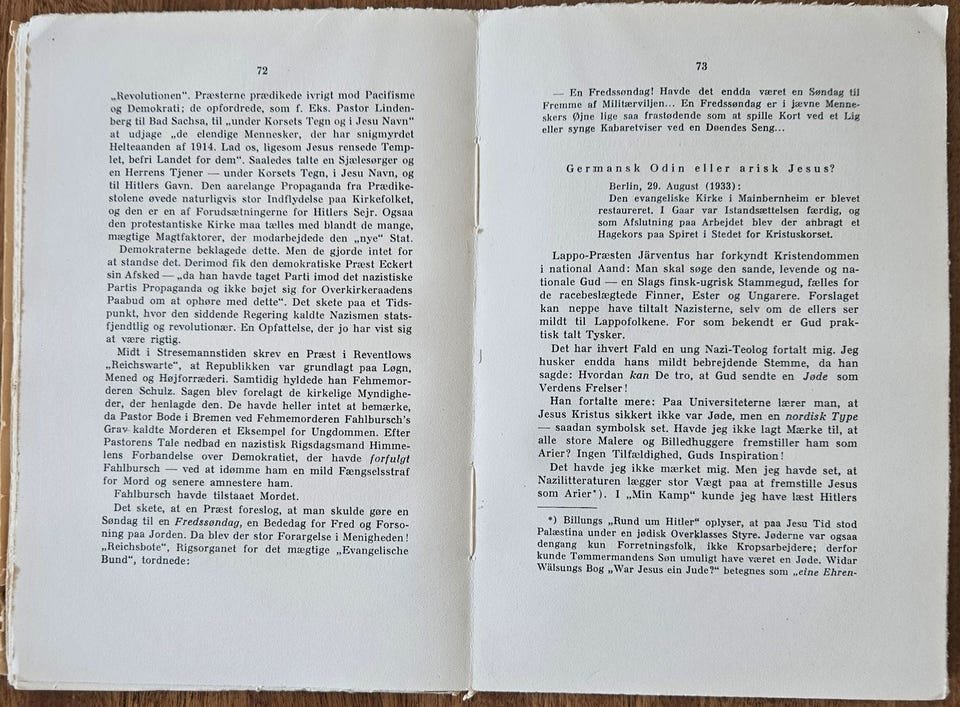 72
„Revolutionen“. Præsterne prædikede ivrigt mod Pacifisme
og Demokrati; de opfordrede, som f. Eks. Pastor Linden-
berg til Bad Sachsa, til „under Korsets Tegn og i Jesu Navn“
at udjage „de elendige Mennesker, der har snigmyrdet
Helteaanden af 1914. Lad os, ligesom Jesus rensede Temp-
let, befri Landet for dem“. Saaledes talte en Sjælesørger og
en Herrens Tjener — under Korsets Tegn, i Jesu Navn, og
til Hitlers Gavn. Den aarelange Propaganda fra Prædike-
stolene øvede naturligvis stor Indflydelse paa Kirkefolket,
og den er en af Forudsætningerne for Hitlers Sejr. Ogsaa
den protestantiske Kirke maa tælles med blandt de mange,
mægtige Magtfaktorer, der modarbejdede den „nye“ Stat.
Demokraterne beklagede dette. Men de gjorde intet for
at standse det. Derimod fik den demokratiske Præst Eckert
sin Afsked — „da han havde taget Parti imod det nazistiske
Partis Propaganda og ikke bøjet sig for Overkirkeraadens
Paabud om at ophøre med dette“. Det skete paa et Tids-
punkt, hvor den siddende Regering kaldte Nazismen stats-
fjendtlig og revolutionær. En Opfattelse, der jo har vist sig
at være rigtig.
Midt i Stresemannstiden skrev en Præst i Reventlows
„Reichswarte“, at Republikken var grundlagt paa Løgn,
Mened og Højforræderi. Samtidig hyldede han Fehmemor-
deren Schulz. Sagen blev forelagt de kirkelige Myndighe-
der, der henlagde den. De havde heller intet at bemærke,
da Pastor Bode i Bremen ved Fehmemorderen Fahlbursch's
Grav kaldte Morderen et Eksempel for Ungdommen. Efter
Pastorens Tale nedbad en nazistisk Rigsdagsmand Himme-
lens Forbandelse over Demokratiet, der havde forfulgt
Fahlbursch — ved at idømme ham en mild Fængselsstraf
for Mord og senere amnestere ham.
Fahlbursch havde tilstaaet Mordet.
Det skete, at en Præst foreslog, at man skulde gøre en
Søndag til en Fredssøndag, en Bededag for Fred og Forso-
ning paa Jorden. Da blev der stor Forargelse i Menigheden!
„Reichsbote“, Rigsorganet for det mægtige „Evangelische
Bund“, tordnede:
73
— En Fredssøndag! Havde det endda været en Søndag til
Fremme af Militærviljen... En Fredssøndag er i jævne Menne-
skers Øjne lige saa frastødende som at spille Kort ved et Lig
eller synge Kabaretviser ved en Døendes Seng...
Germansk Odin eller arisk Jesus?
Berlin, 29. August (1933):
Den evangeliske Kirke i Mainbernheim er blevet
restaureret. I Gaar var Istandsættelsen færdig, og
som Afslutning paa Arbejdet blev der anbragt et
Hagekors paa Spiret i Stedet for Kristuskorset.
Lappo-Præsten Järventus har forkyndt Kristendommen
i national Aand: Man skal søge den sande, levende og na-
tionale Gud — en Slags finsk-ugrisk Stammegud, fælles for
de racebeslægtede Finner, Ester og Ungarere. Forslaget
kan neppe have tiltalt Nazisterne, selv om de ellers ser
mildt til Lappofolkene. For som bekendt er Gud prak-
tisk talt Tysker.
Det har ihvert Fald en ung Nazi-Teolog fortalt mig. Jeg
husker endda hans mildt bebrejdende Stemme, da han
sagde: Hvordan kan De tro, at Gud sendte en Jøde som
Verdens Frelser!
Han fortalte mere: Paa Universiteterne lærer man, at
Jesus Kristus sikkert ikke var Jøde, men en nordisk Type
— saadan symbolsk set. Havde jeg ikke lagt Mærke til, at
alle store Malere og Billedhuggere fremstiller ham som
Arier? Ingen Tilfældighed, Guds Inspiration!
Det havde jeg ikke mærket mig. Men jeg havde set, at
Nazilitteraturen lægger stor Vægt paa at fremstille Jesus
som Arier*). I „Min Kamp“ kunde jeg have læst Hitlers
*) Billungs „Rund um Hitler“ oplyser, at paa Jesu Tid stod
Palæstina under en jødisk Overklasses Styre. Jøderne var ogsaa
dengang kun Forretningsfolk, ikke Kropsarbejdere; derfor
kunde Tømmermandens Søn umuligt have været en Jøde. Widar
Wälsungs Bog „War Jesus ein Jude?“ betegnes som „eine Ehren-